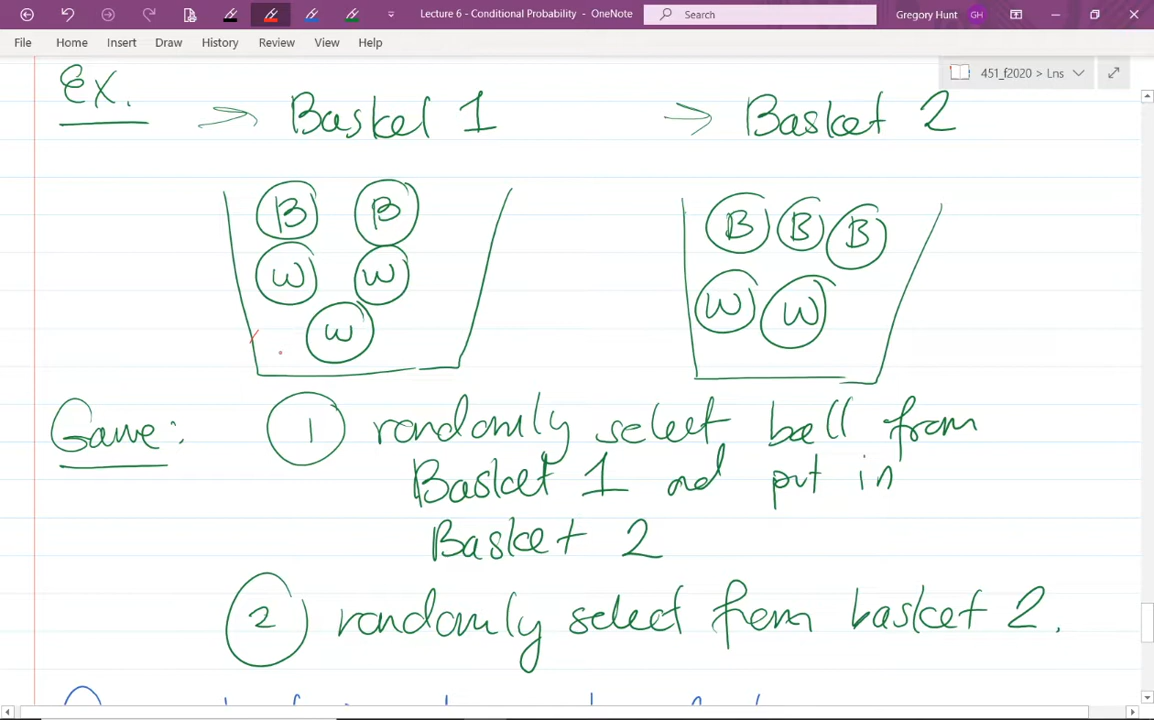 Lecture 6 - Conditional Probability - OneNote
Search
Gregory Hunt
GH
File Home Insert Draw History Review View Help
451_f2020 > Lns
Ex.
→ Basket 1 → Basket 2
B B B B B
W W W W
W
Game: 1 randomly select ball from
Basket 1 and put in
Basket 2
2 randomly select from basket 2.